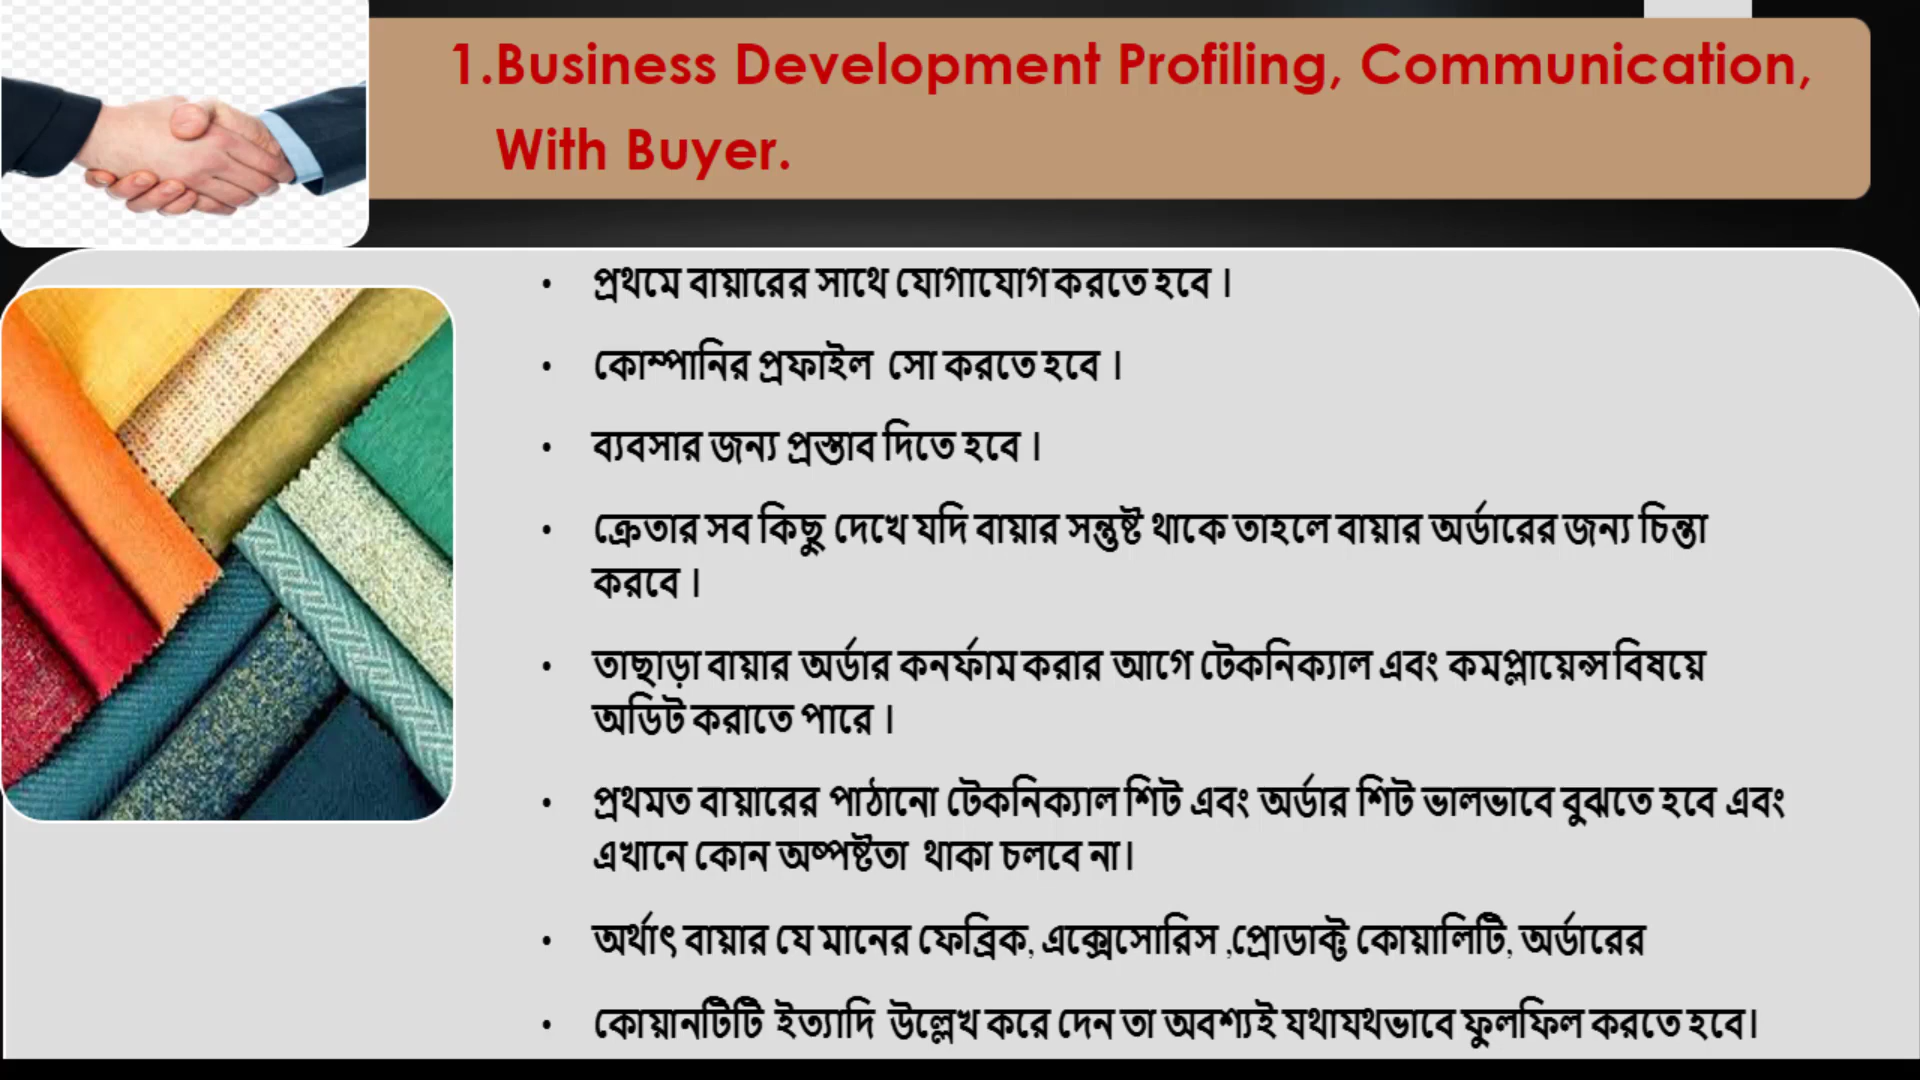 1.Business Development Profiling, Communication,
With Buyer.
• প্রথমে বায়ারের সাথে যোগাযোগ করতে হবে ।
• কোম্পানির প্রফাইল সো করতে হবে ।
• ব্যবসার জন্য প্রস্তাব দিতে হবে ।
• ক্রেতার সব কিছু দেখে যদি বায়ার সন্তুষ্ট থাকে তাহলে বায়ার অর্ডারের জন্য চিন্তা
করবে ।
• তাছাড়া বায়ার অর্ডার কনর্ফাম করার আগে টেকনিক্যাল এবং কমপ্লায়েন্স বিষয়ে
অডিট করাতে পারে ।
• প্রথমত বায়ারের পাঠানো টেকনিক্যাল শিট এবং অর্ডার শিট ভালভাবে বুঝতে হবে এবং
এখানে কোন অষ্পষ্টতা থাকা চলবে না।
• অর্থাৎ বায়ার যে মানের ফেব্রিক, এক্সেসোরিস ,প্রোডাক্ট কোয়ালিটি, অর্ডারের
• কোয়ানটিটি ইত্যাদি উল্লেখ করে দেন তা অবশ্যই যথাযথভাবে ফুলফিল করতে হবে।